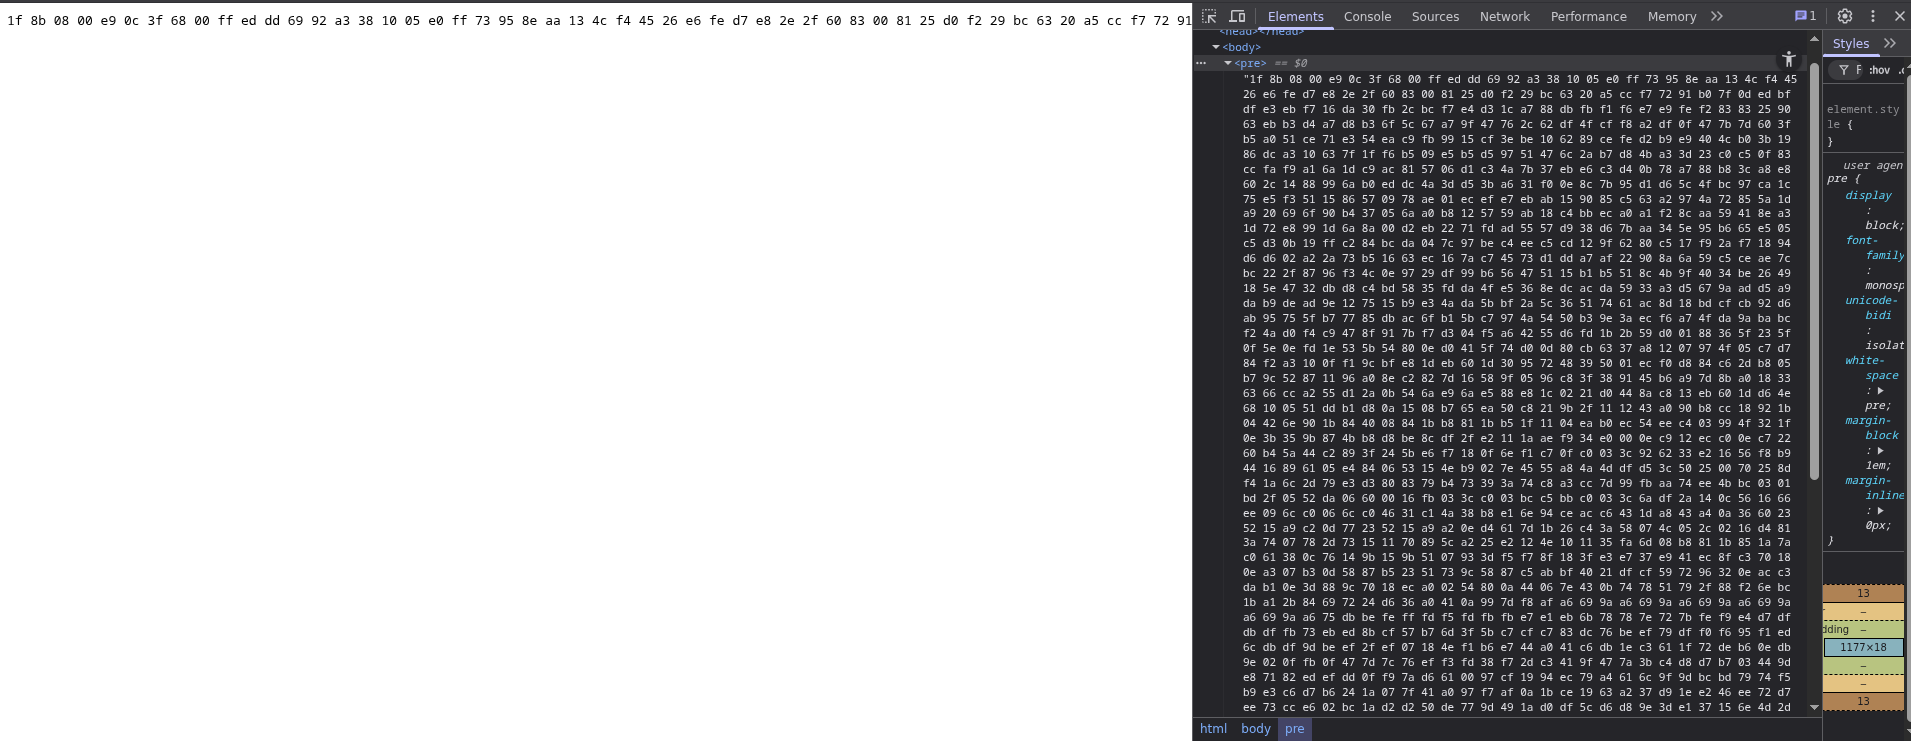 1f 8b 08 00 e9 0c 3f 68 00 ff ed dd 69 92 a3 38 10 05 e0 ff 73 95 8e aa 13 4c f4 45 26 e6 fe d7 e8 2e 2f 60 83 00 81 25 d0 f2 29 bc 63 20 a5 cc f7 72 91
Elements Console Sources Network Performance Memory 1
<head></head>
<body>
<pre> == $0
"1f 8b 08 00 e9 0c 3f 68 00 ff ed dd 69 92 a3 38 10 05 e0 ff 73 95 8e aa 13 4c f4 45
26 e6 fe d7 e8 2e 2f 60 83 00 81 25 d0 f2 29 bc 63 20 a5 cc f7 72 91 b0 7f 0d ed bf
df e3 eb f7 16 da 30 fb 2c bc f7 e4 d3 1c a7 88 db fb f1 f6 e7 e9 fe f2 83 83 25 90
63 eb b3 d4 a7 d8 b3 6f 5c 67 a9 9f 47 76 2c 62 df 4f cf f8 a2 df 0f 47 7b 7d 60 3f
b5 a0 51 ce 71 e3 54 ea c9 fb 99 15 cf 3e be 10 62 89 ce fe d2 b9 e9 40 4c b0 3b 19
86 dc a3 10 63 7f 1f f6 b5 09 e5 b5 d5 97 51 47 6c 2a b7 d8 4b a3 3d 23 c0 c5 0f 83
cc fa f9 a1 6a 1d c9 ac 81 57 06 d1 c3 4a 7b 37 eb e6 c3 d4 0b 78 a7 88 b8 3c a8 e8
60 2c 14 88 99 6a b0 ed dc 4a 3d d5 3b a6 31 f0 0e 8c 7b 95 d1 d6 5c 4f bc 97 ca 1c
75 e5 f3 51 15 86 57 09 78 ae 01 ec ef e7 eb ab 15 90 85 c5 63 a2 97 4a 72 85 5a 1d
a9 20 69 6f 90 b4 37 05 6a a0 b8 12 57 59 ab 18 c4 bb ec a0 a1 f2 8c aa 59 41 8e a3
1d 72 e8 99 1d 6a 8a 00 d2 eb 22 71 fd ad 55 57 d9 38 d6 7b aa 34 5e 95 b6 65 e5 05
c5 d3 0b 19 ff c2 84 bc da 04 7c 97 be c4 ee c5 cd 12 9f 62 80 c5 17 f9 2a f7 18 94
d6 d6 02 a2 2a 73 b5 16 63 ec 16 7a c7 45 73 d1 dd a7 af 22 90 8a 6a 59 c5 ce ae 7c
bc 22 2f 87 96 f3 4c 0e 97 29 df 99 b6 56 47 51 15 b1 b5 51 8c 4b 9f 40 34 be 26 49
18 5e 47 32 db d8 c4 bd 58 35 fd da 4f e5 36 8e dc ac da 59 33 a3 d5 67 9a ad d5 a9
da b9 de ad 9e 12 75 15 b9 e3 4a da 5b bf 2a 5c 36 51 74 61 ac 8d 18 bd cf cb 92 d6
ab 95 75 5f b7 77 85 db ac 6f b1 5b c7 97 4a 54 50 b3 9e 3a ec f6 a7 4f da 9a ba bc
f2 4a d0 f4 c9 47 8f 91 7b f7 d3 04 f5 a6 42 55 d6 fd 1b 2b 59 d0 01 88 36 5f 23 5f
0f 5e 0e fd 1e 53 5b 54 80 0e d0 41 5f 74 d0 0d 80 cb 63 37 a8 12 07 97 4f 05 c7 d7
84 f2 a3 10 0f f1 9c bf e8 1d eb 60 1d 30 95 72 48 39 50 01 ec f0 d8 84 c6 2d b8 05
b7 9c 52 87 11 96 a0 8e c2 82 7d 16 58 9f 05 96 c8 3f 38 91 45 b6 a9 7d 8b a0 18 33
63 66 cc a2 55 d1 2a 0b 54 6a e9 6a e5 88 e8 1c 02 21 d0 44 8a c8 13 eb 60 1d d6 4e
68 10 05 51 dd b1 d8 0a 15 08 b7 65 ea 50 c8 21 9b 2f 11 12 43 a0 90 b8 cc 18 92 1b
04 42 6e 90 1b 84 40 08 84 1b b8 81 1b b5 1f 11 04 ea b0 ec 54 ee c4 03 99 4f 32 1f
0e 3b 35 9b 87 4b b8 d8 be 8c df 2f e2 11 1a ae f9 34 e0 00 0e c9 12 ec c0 0e c7 22
60 b4 5a 44 c2 89 3f 24 5b e6 f7 18 0f 6e f1 c7 0f c0 03 3c 92 62 33 e2 16 56 f8 b9
44 16 89 61 05 e4 84 06 53 15 4e b9 02 7e 45 55 a8 4a 4d df d5 3c 50 25 00 70 25 8d
f4 1a 6c 2d 79 e3 d3 80 83 79 b4 73 39 3a 74 c8 a3 cc 7d 99 fb aa 74 ee 4b bc 03 01
bd 2f 05 52 da 06 60 00 16 fb 03 3c c0 03 bc c5 bb c0 03 3c 6a df 2a 14 0c 56 16 66
ee 09 6c c0 06 6c c0 46 31 c1 4a 38 b8 e1 6e 94 ce ac c6 43 1d a8 43 a4 0a 36 60 23
52 15 a9 c2 0d 77 23 52 15 a9 a2 0e d4 61 7d 1b 26 c4 3a 58 07 4c 05 2c 02 16 d4 81
3a 74 07 78 2d 73 15 11 70 89 5c a2 25 e2 12 4e 10 11 35 fa 6d 08 b8 81 1b 85 1a 7a
c0 61 38 0c 76 14 9b 15 9b 51 07 93 3d f5 f7 8f 18 3f e3 e7 37 e9 41 ec 8f c3 70 18
0e a3 07 b3 0d 58 87 b5 23 51 73 9c 58 87 c5 ab bf 40 21 df cf 59 72 96 32 0e ac c3
da b1 0e 3d 88 9c 70 18 ec a0 02 54 80 0a 44 06 7e 43 0b 74 78 51 79 2f 88 f2 6e bc
1b a1 2b 84 69 72 24 d6 36 a0 41 0a 99 7d f8 af a6 69 9a a6 69 9a a6 69 9a a6 69 9a
a6 69 9a a6 75 db be fe ff fd f5 fd fb fb e7 e1 eb 6b 78 78 7e 72 7b fe f9 e4 d7 df
db df fb 73 eb ed 8b cf 57 b6 6d 3f 5b c7 cf c7 83 dc 76 be ef 79 df f0 f6 95 f1 ed
6c db df 9d be ef 2f ef 07 18 4e f1 b6 e7 44 a0 41 c6 db 1e c3 61 1f 72 de b6 0e db
9e 02 0f fb 0f 47 7d 7c 76 ef f3 fd 38 f7 2d c3 41 9f 47 7a 3b c4 d8 d7 b7 03 44 9d
e8 71 82 ed ef dd 0f f9 7a d6 61 00 97 cf 19 94 ec 79 a4 61 6c 9f 9d bc bd 79 74 f5
b9 e3 c6 d7 b6 24 1a 07 7f 41 a0 97 f7 af 0a 1b ce 19 63 a2 37 d9 1e e2 46 ee 72 d7
ee 73 cc e6 02 bc 1a d2 d2 50 de 77 9d 49 1a d0 df 5c d6 d8 9e 3d e1 37 15 6e 4d 2d
html body pre
Styles
F :hov
element.sty
le {
}
user agen
pre {
display
:
block;
font-
family
:
monosp
unicode-
bidi
:
isolat
white-
space
:
pre;
margin-
block
:
1em;
margin-
inline
:
0px;
}
13
–
dding –
1177×18
–
–
13